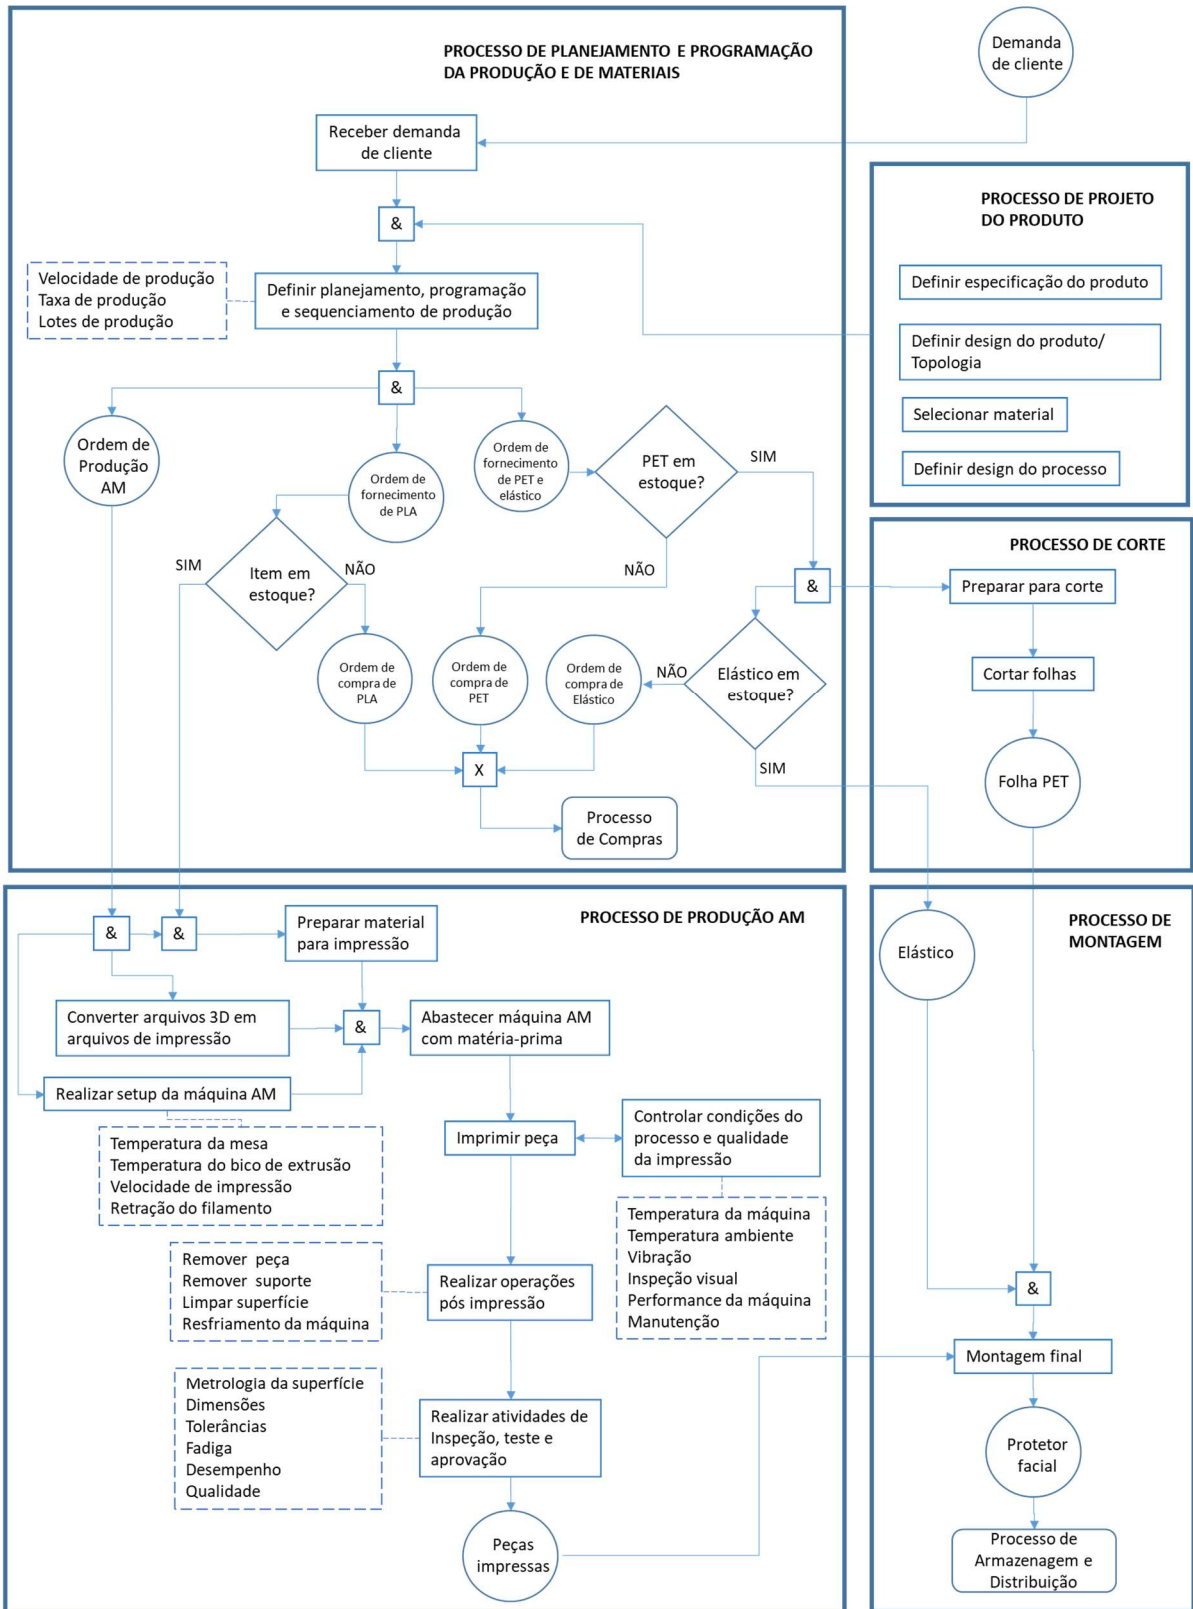 PROCESSO DE PLANEJAMENTO E PROGRAMAÇÃO
DA PRODUÇÃO E DE MATERIAIS
Demanda
de cliente
Receber demanda
de cliente
&
Velocidade de produção
Taxa de produção
Lotes de produção
Definir planejamento, programação
e sequenciamento de produção
&
Ordem de
Produção
AM
Ordem de
fornecimento
de PLA
Ordem de
fornecimento
de PET e
elástico
PET em
estoque?
SIM
NÃO
&
SIM
Item em
estoque?
NÃO
Ordem de
compra de
PLA
Ordem de
compra de
PET
Ordem de
compra de
Elástico
NÃO
Elástico em
estoque?
SIM
X
Processo
de Compras
PROCESSO DE PROJETO
DO PRODUTO
Definir especificação do produto
Definir design do produto/
Topologia
Selecionar material
Definir design do processo
PROCESSO DE CORTE
Preparar para corte
Cortar folhas
Folha PET
PROCESSO DE PRODUÇÃO AM
&
&
Preparar material
para impressão
Converter arquivos 3D em
arquivos de impressão
&
Abastecer máquina AM
com matéria-prima
Realizar setup da máquina AM
Temperatura da mesa
Temperatura do bico de extrusão
Velocidade de impressão
Retração do filamento
Imprimir peça
Controlar condições do
processo e qualidade
da impressão
Temperatura da máquina
Temperatura ambiente
Vibração
Inspeção visual
Performance da máquina
Manutenção
Remover peça
Remover suporte
Limpar superfície
Resfriamento da máquina
Realizar operações
pós impressão
Metrologia da superfície
Dimensões
Tolerâncias
Fadiga
Desempenho
Qualidade
Realizar atividades de
Inspeção, teste e
aprovação
Peças
impressas
PROCESSO DE
MONTAGEM
Elástico
&
Montagem final
Protetor
facial
Processo de
Armazenagem e
Distribuição